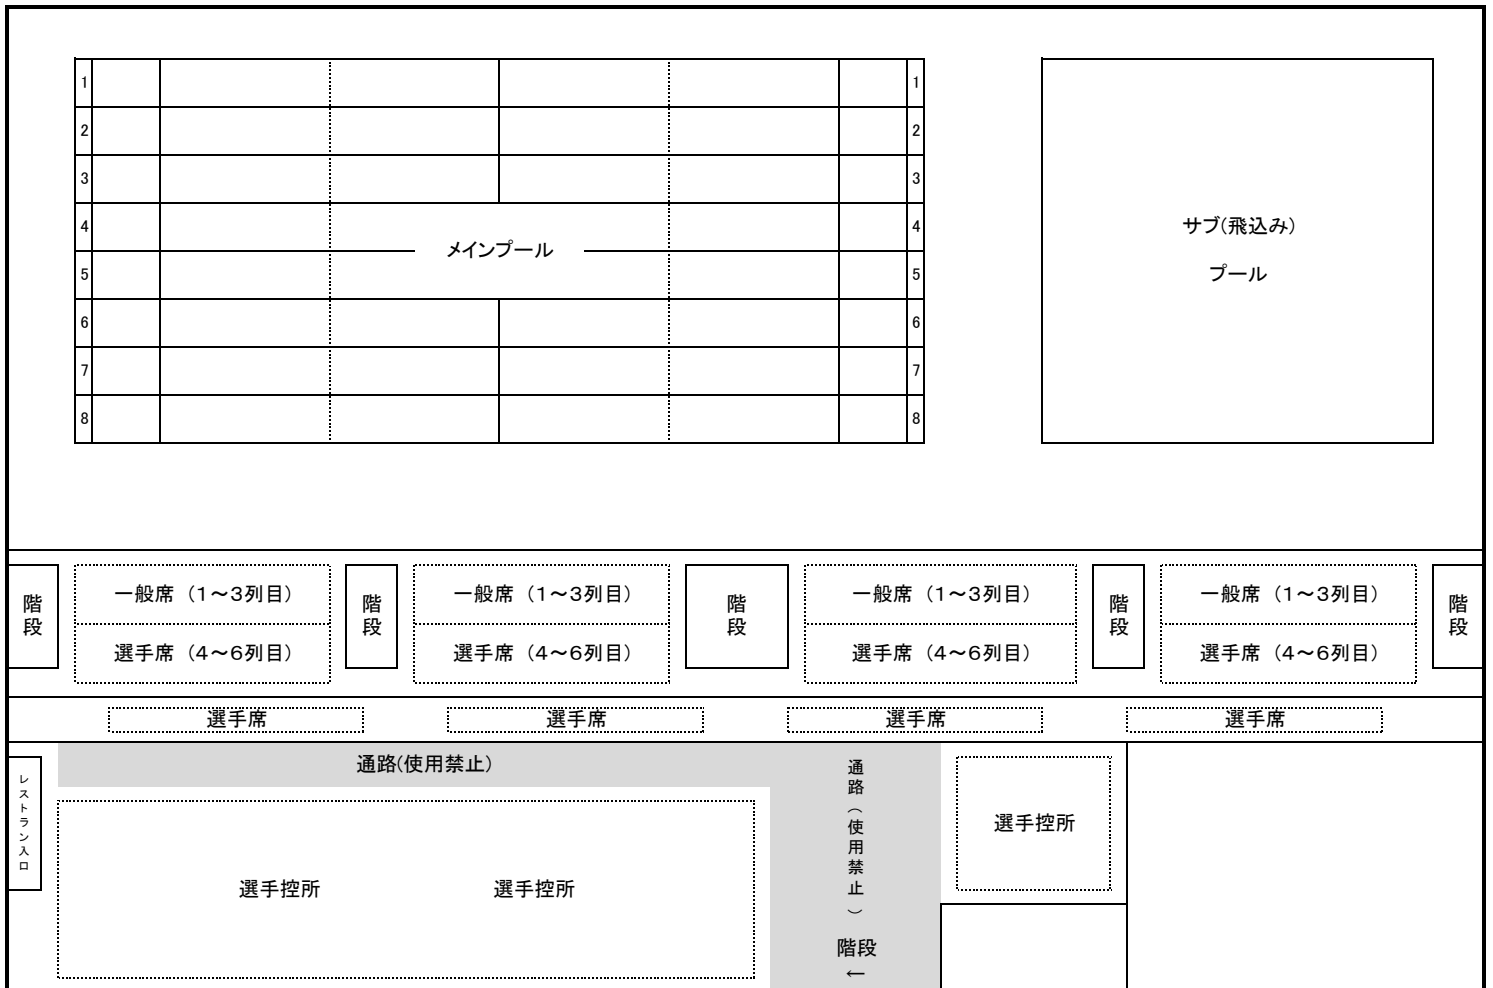 1 1
2 2
3 3
4 4
メインプール
5 5
6 6
7 7
8 8
サブ(飛込み)
プール
階段
一般席（1～3列目）
選手席（4～6列目）
階段
一般席（1～3列目）
選手席（4～6列目）
階段
一般席（1～3列目）
選手席（4～6列目）
階段
一般席（1～3列目）
選手席（4～6列目）
階段
選手席 選手席 選手席 選手席
レストラン入口
通路(使用禁止)
選手控所 選手控所
通路（使用禁止）
階段
←
選手控所